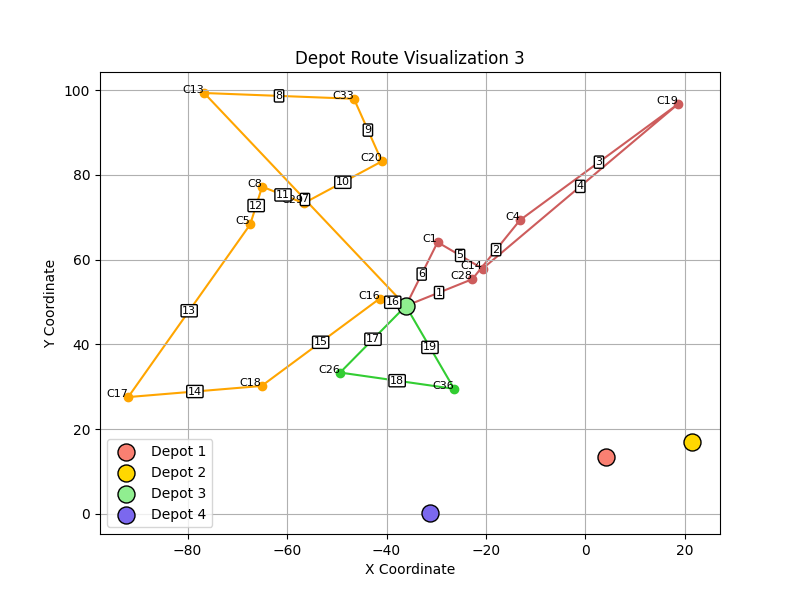 Depot Route Visualization 3
100
80
60
40
20
0
Y Coordinate
−80
−60
−40
−20
0
20
X Coordinate
C13
8
C33
C19
9
C20
3
10
4
C8
11
C29
7
12
C5
C4
C1
2
5
C14
6
C28
1
C16
16
13
15
17
19
C26
18
C36
C18
14
C17
Depot 1
Depot 2
Depot 3
Depot 4